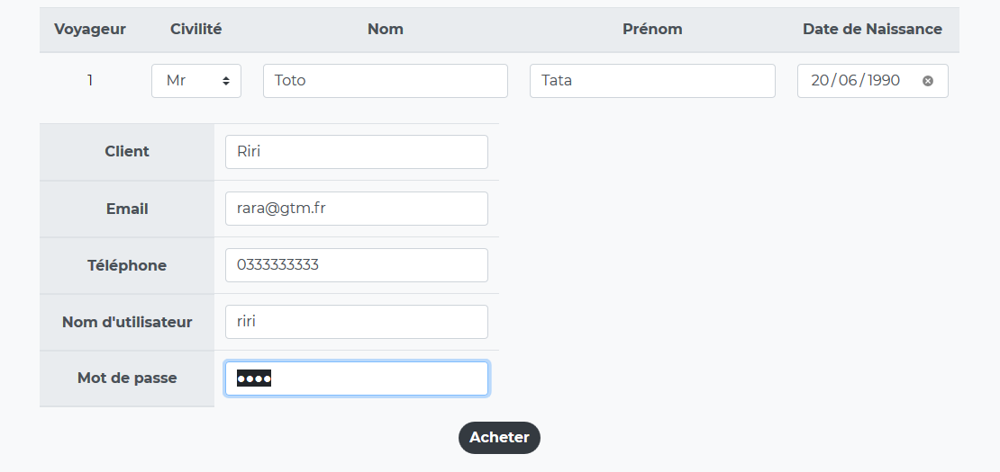 Voyageur Civilité Nom Prénom Date de Naissance
1 Mr Toto Tata 20/06/1990
Client Riri
Email rara@gtm.fr
Téléphone 0333333333
Nom d'utilisateur riri
Mot de passe ••••
Acheter